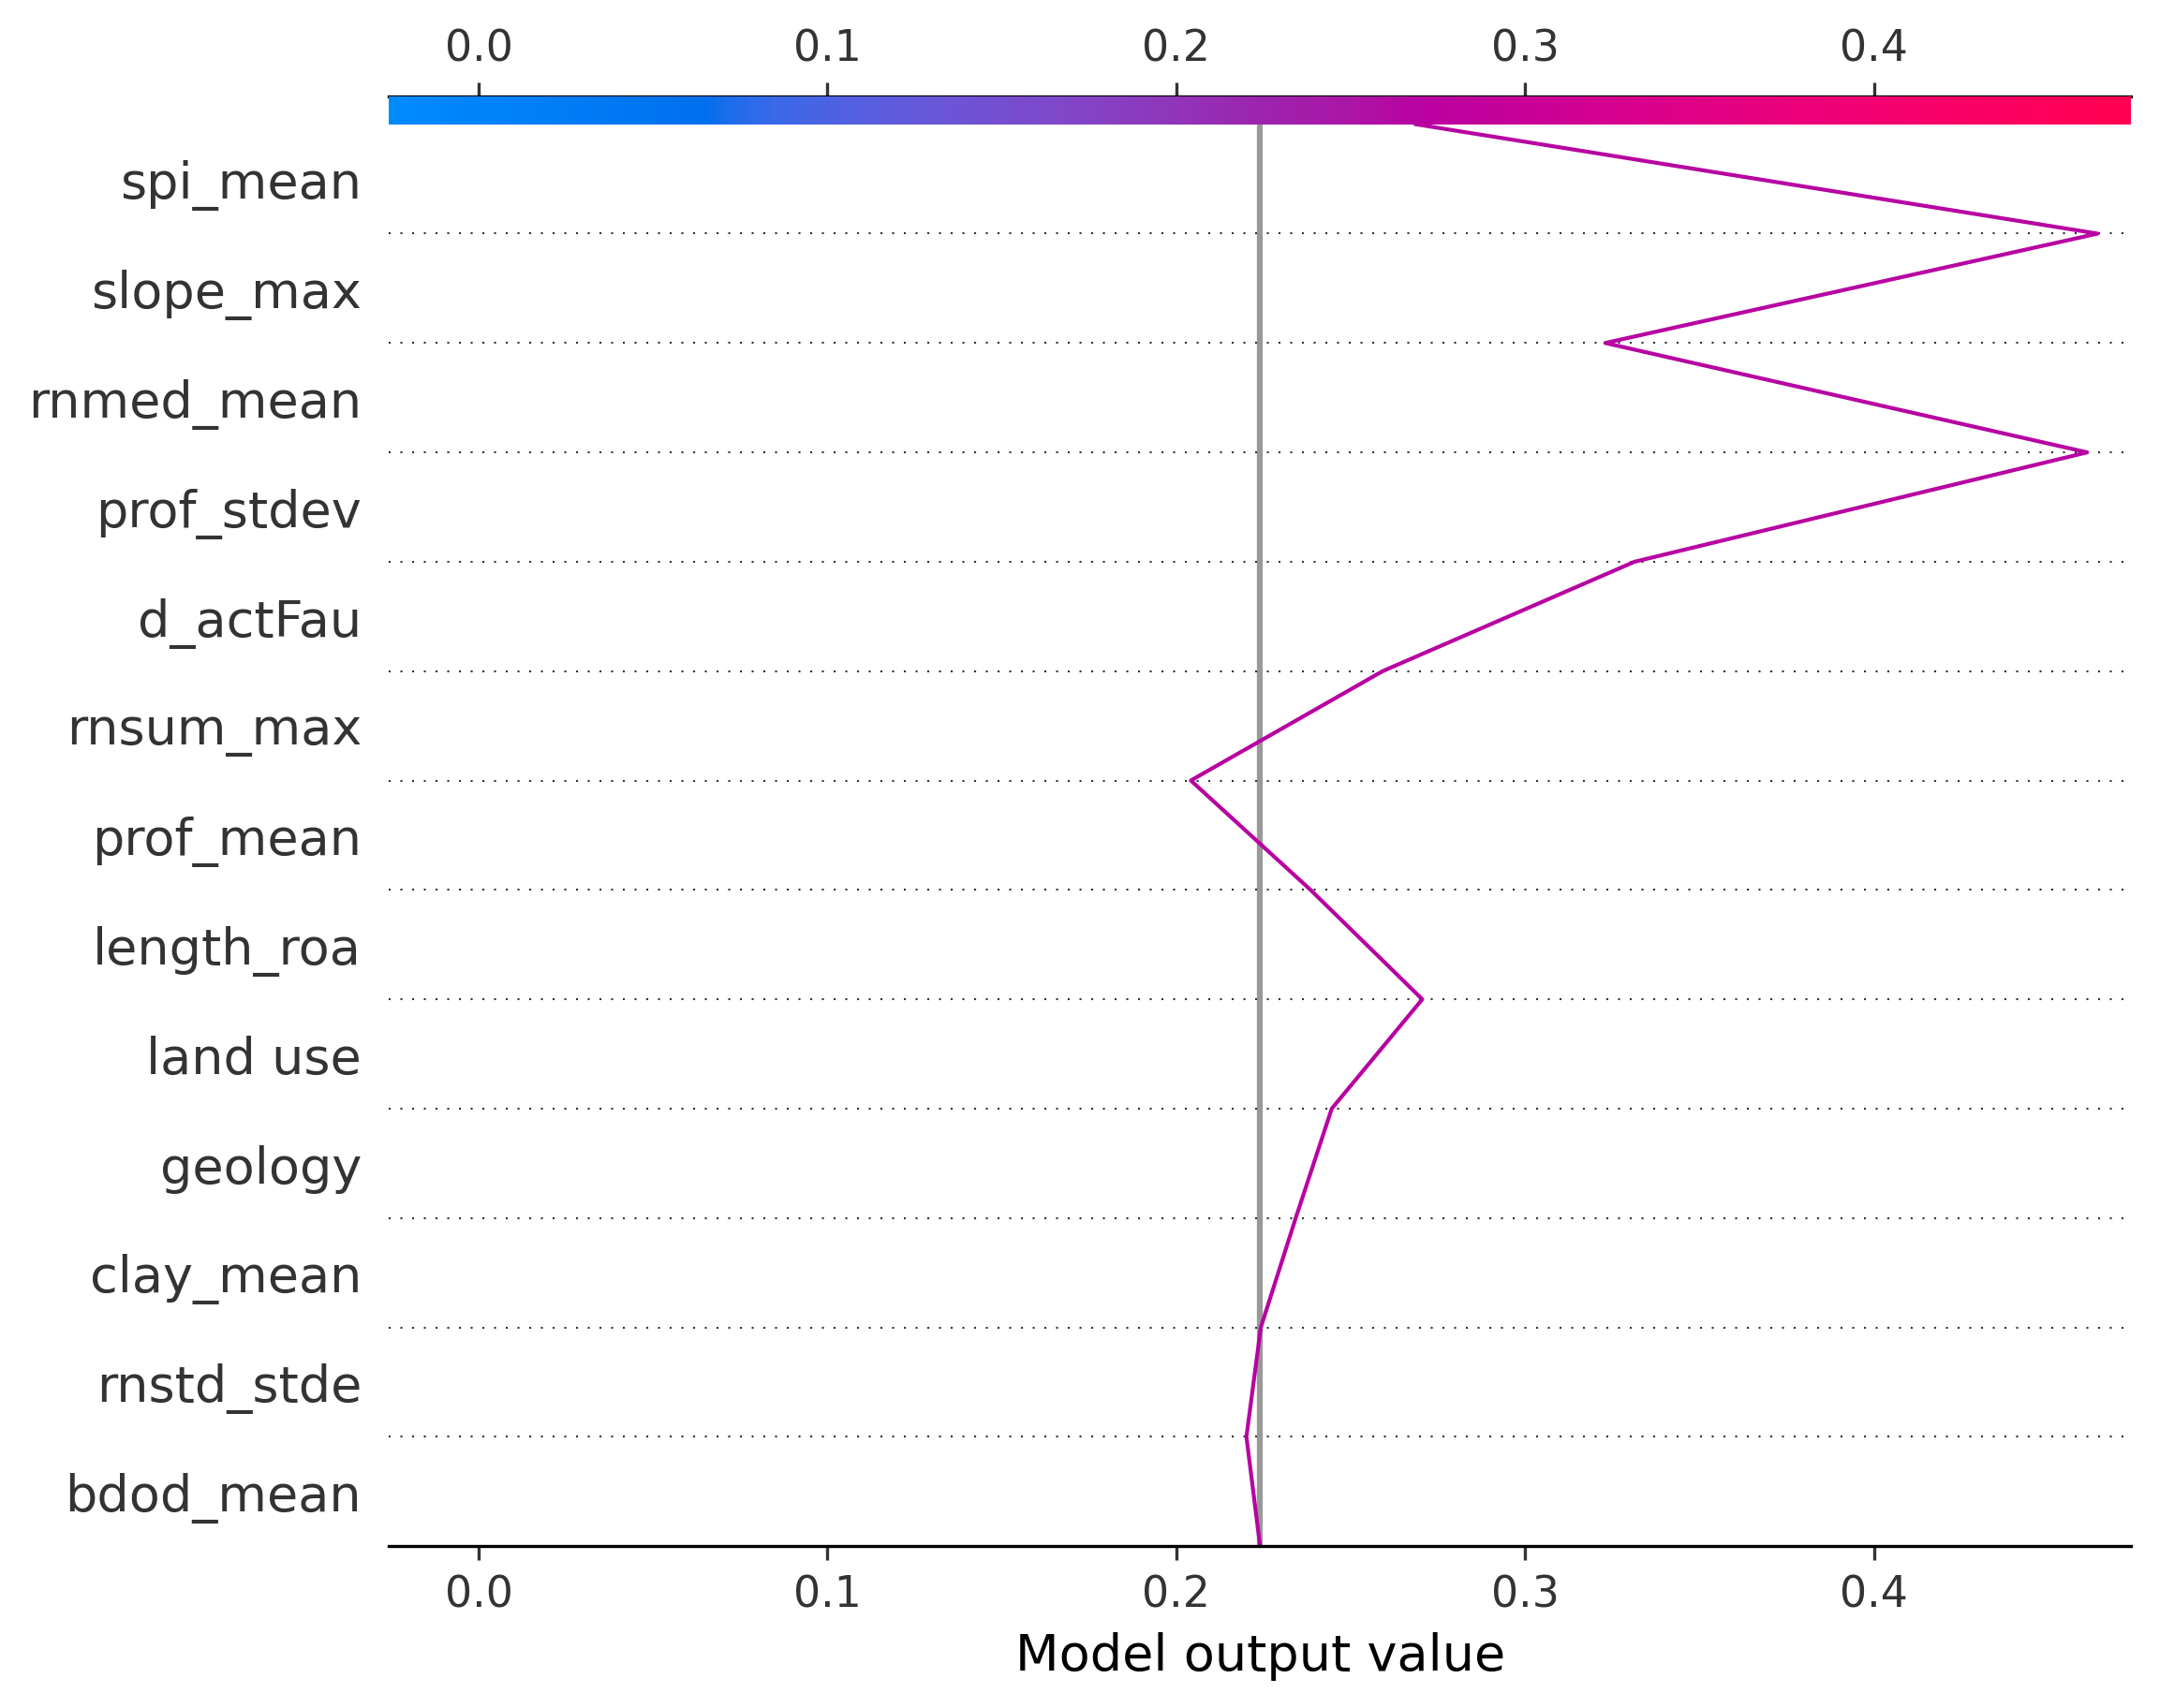 0.0 0.1 0.2 0.3 0.4
spi_mean
slope_max
rnmed_mean
prof_stdev
d_actFau
rnsum_max
prof_mean
length_roa
land use
geology
clay_mean
rnstd_stde
bdod_mean
0.0 0.1 0.2 0.3 0.4
Model output value